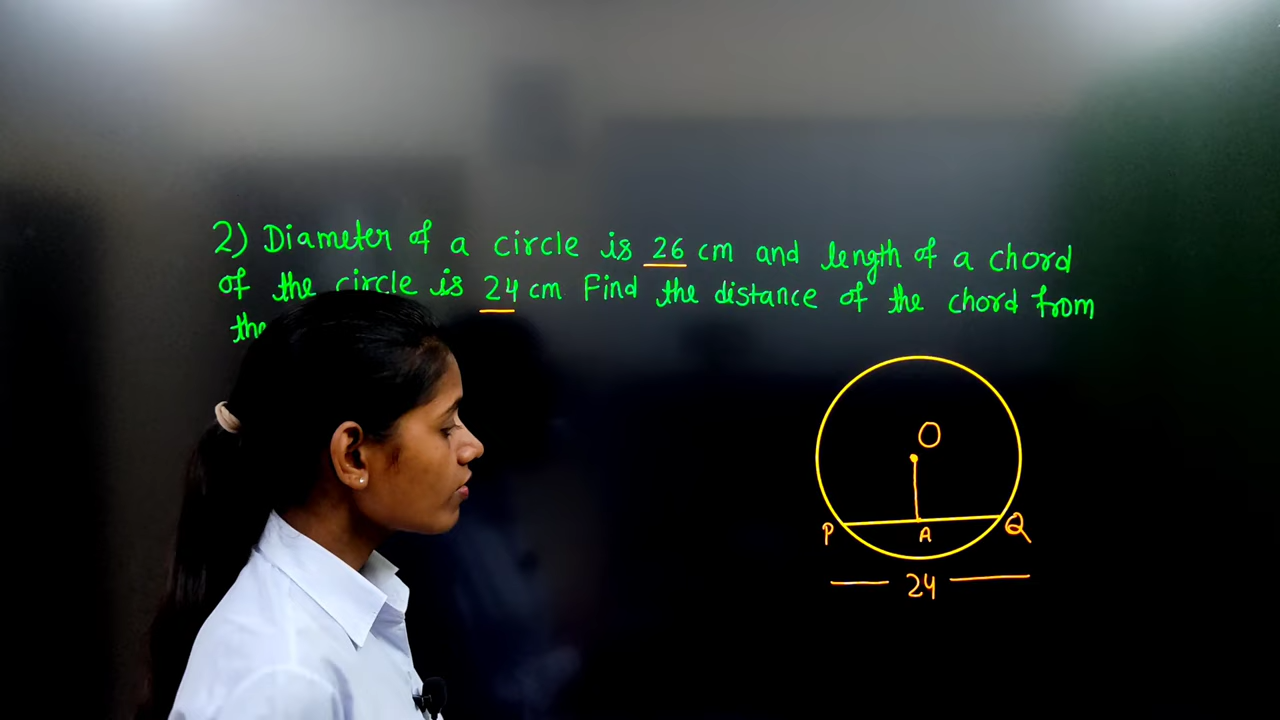 2) Diameter of a circle is 26 cm and length of a chord
of the circle is 24 cm Find the distance of the chord from
the
O
P A Q
24